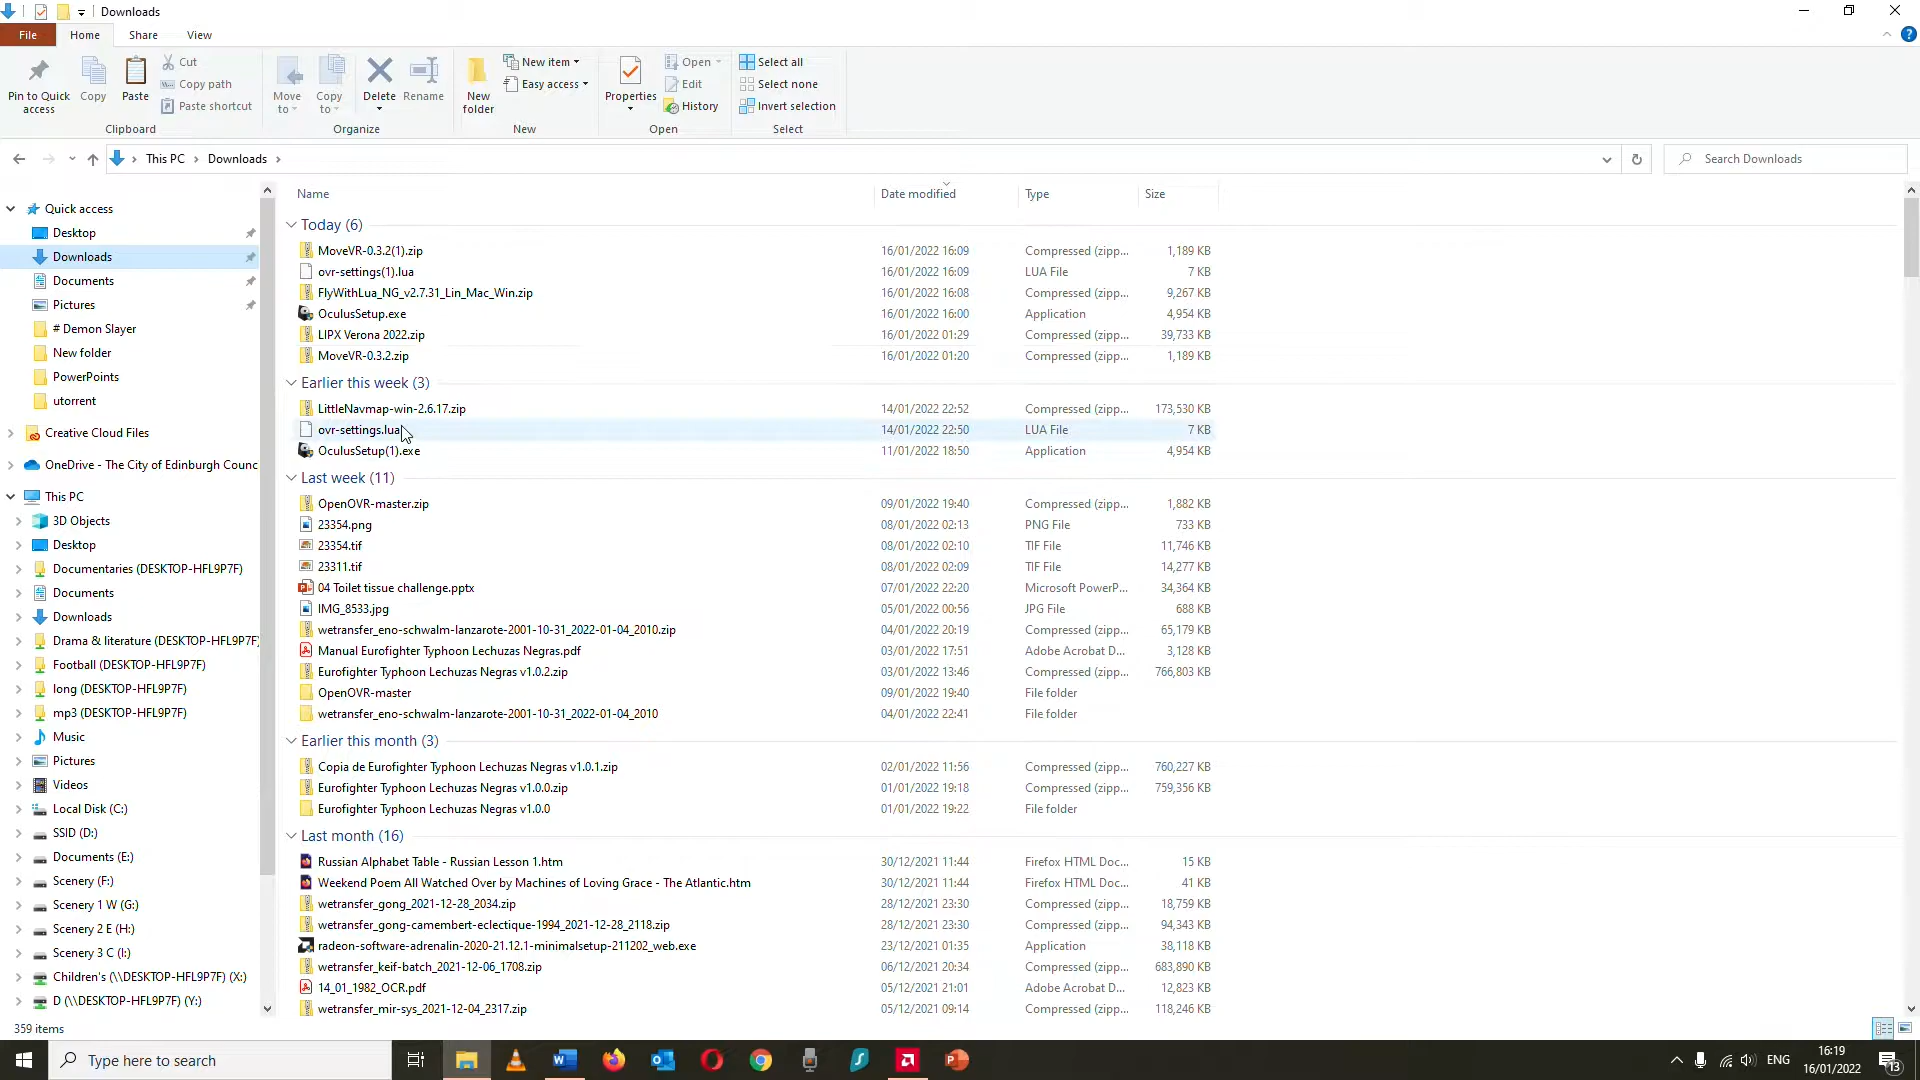 Downloads
File Home Share View
Pin to Quick access
Copy
Paste
Cut
Copy path
Paste shortcut
Clipboard
Move to
Copy to
Delete
Rename
Organize
New folder
New item
Easy access
New
Properties
Open
Edit
History
Open
Select all
Select none
Invert selection
Select
This PC > Downloads >
Search Downloads
Quick access
Desktop
Downloads
Documents
Pictures
# Demon Slayer
New folder
PowerPoints
utorrent
Creative Cloud Files
OneDrive - The City of Edinburgh Counc
This PC
3D Objects
Desktop
Documentaries (DESKTOP-HFL9P7F)
Documents
Downloads
Drama & literature (DESKTOP-HFL9P7F)
Football (DESKTOP-HFL9P7F)
long (DESKTOP-HFL9P7F)
mp3 (DESKTOP-HFL9P7F)
Music
Pictures
Videos
Local Disk (C:)
SSID (D:)
Documents (E:)
Scenery (F:)
Scenery 1 W (G:)
Scenery 2 E (H:)
Scenery 3 C (I:)
Children's (\\DESKTOP-HFL9P7F) (X:)
D (\\DESKTOP-HFL9P7F) (Y:)
Name Date modified Type Size
Today (6)
MoveVR-0.3.2(1).zip 16/01/2022 16:09 Compressed (zipp... 1,189 KB
ovr-settings(1).lua 16/01/2022 16:09 LUA File 7 KB
FlyWithLua_NG_v2.7.31_Lin_Mac_Win.zip 16/01/2022 16:08 Compressed (zipp... 9,267 KB
OculusSetup.exe 16/01/2022 16:00 Application 4,954 KB
LIPX Verona 2022.zip 16/01/2022 01:29 Compressed (zipp... 39,733 KB
MoveVR-0.3.2.zip 16/01/2022 01:20 Compressed (zipp... 1,189 KB
Earlier this week (3)
LittleNavmap-win-2.6.17.zip 14/01/2022 22:52 Compressed (zipp... 173,530 KB
ovr-settings.lua 14/01/2022 22:50 LUA File 7 KB
OculusSetup(1).exe 11/01/2022 18:50 Application 4,954 KB
Last week (11)
OpenOVR-master.zip 09/01/2022 19:40 Compressed (zipp... 1,882 KB
23354.png 08/01/2022 02:13 PNG File 733 KB
23354.tif 08/01/2022 02:10 TIF File 11,746 KB
23311.tif 08/01/2022 02:09 TIF File 14,277 KB
04 Toilet tissue challenge.pptx 07/01/2022 22:20 Microsoft PowerP... 34,364 KB
IMG_8533.jpg 05/01/2022 00:56 JPG File 688 KB
wetransfer_eno-schwalm-lanzarote-2001-10-31_2022-01-04_2010.zip 04/01/2022 20:19 Compressed (zipp... 65,179 KB
Manual Eurofighter Typhoon Lechuzas Negras.pdf 03/01/2022 17:51 Adobe Acrobat D... 3,128 KB
Eurofighter Typhoon Lechuzas Negras v1.0.2.zip 03/01/2022 13:46 Compressed (zipp... 766,803 KB
OpenOVR-master 09/01/2022 19:40 File folder
wetransfer_eno-schwalm-lanzarote-2001-10-31_2022-01-04_2010 04/01/2022 22:41 File folder
Earlier this month (3)
Copia de Eurofighter Typhoon Lechuzas Negras v1.0.1.zip 02/01/2022 11:56 Compressed (zipp... 760,227 KB
Eurofighter Typhoon Lechuzas Negras v1.0.0.zip 01/01/2022 19:18 Compressed (zipp... 759,356 KB
Eurofighter Typhoon Lechuzas Negras v1.0.0 01/01/2022 19:22 File folder
Last month (16)
Russian Alphabet Table - Russian Lesson 1.htm 30/12/2021 11:44 Firefox HTML Doc... 15 KB
Weekend Poem All Watched Over by Machines of Loving Grace - The Atlantic.htm 30/12/2021 11:44 Firefox HTML Doc... 41 KB
wetransfer_gong_2021-12-28_2034.zip 28/12/2021 23:30 Compressed (zipp... 18,759 KB
wetransfer_gong-camembert-eclectique-1994_2021-12-28_2118.zip 28/12/2021 23:30 Compressed (zipp... 94,343 KB
radeon-software-adrenalin-2020-21.12.1-minimalsetup-211202_web.exe 23/12/2021 01:35 Application 38,118 KB
wetransfer_keif-batch_2021-12-06_1708.zip 06/12/2021 20:34 Compressed (zipp... 683,890 KB
14_01_1982_OCR.pdf 05/12/2021 21:01 Adobe Acrobat D... 12,823 KB
wetransfer_mir-sys_2021-12-04_2317.zip 05/12/2021 09:14 Compressed (zipp... 118,246 KB
359 items
Type here to search
ENG
16:19
16/01/2022
13